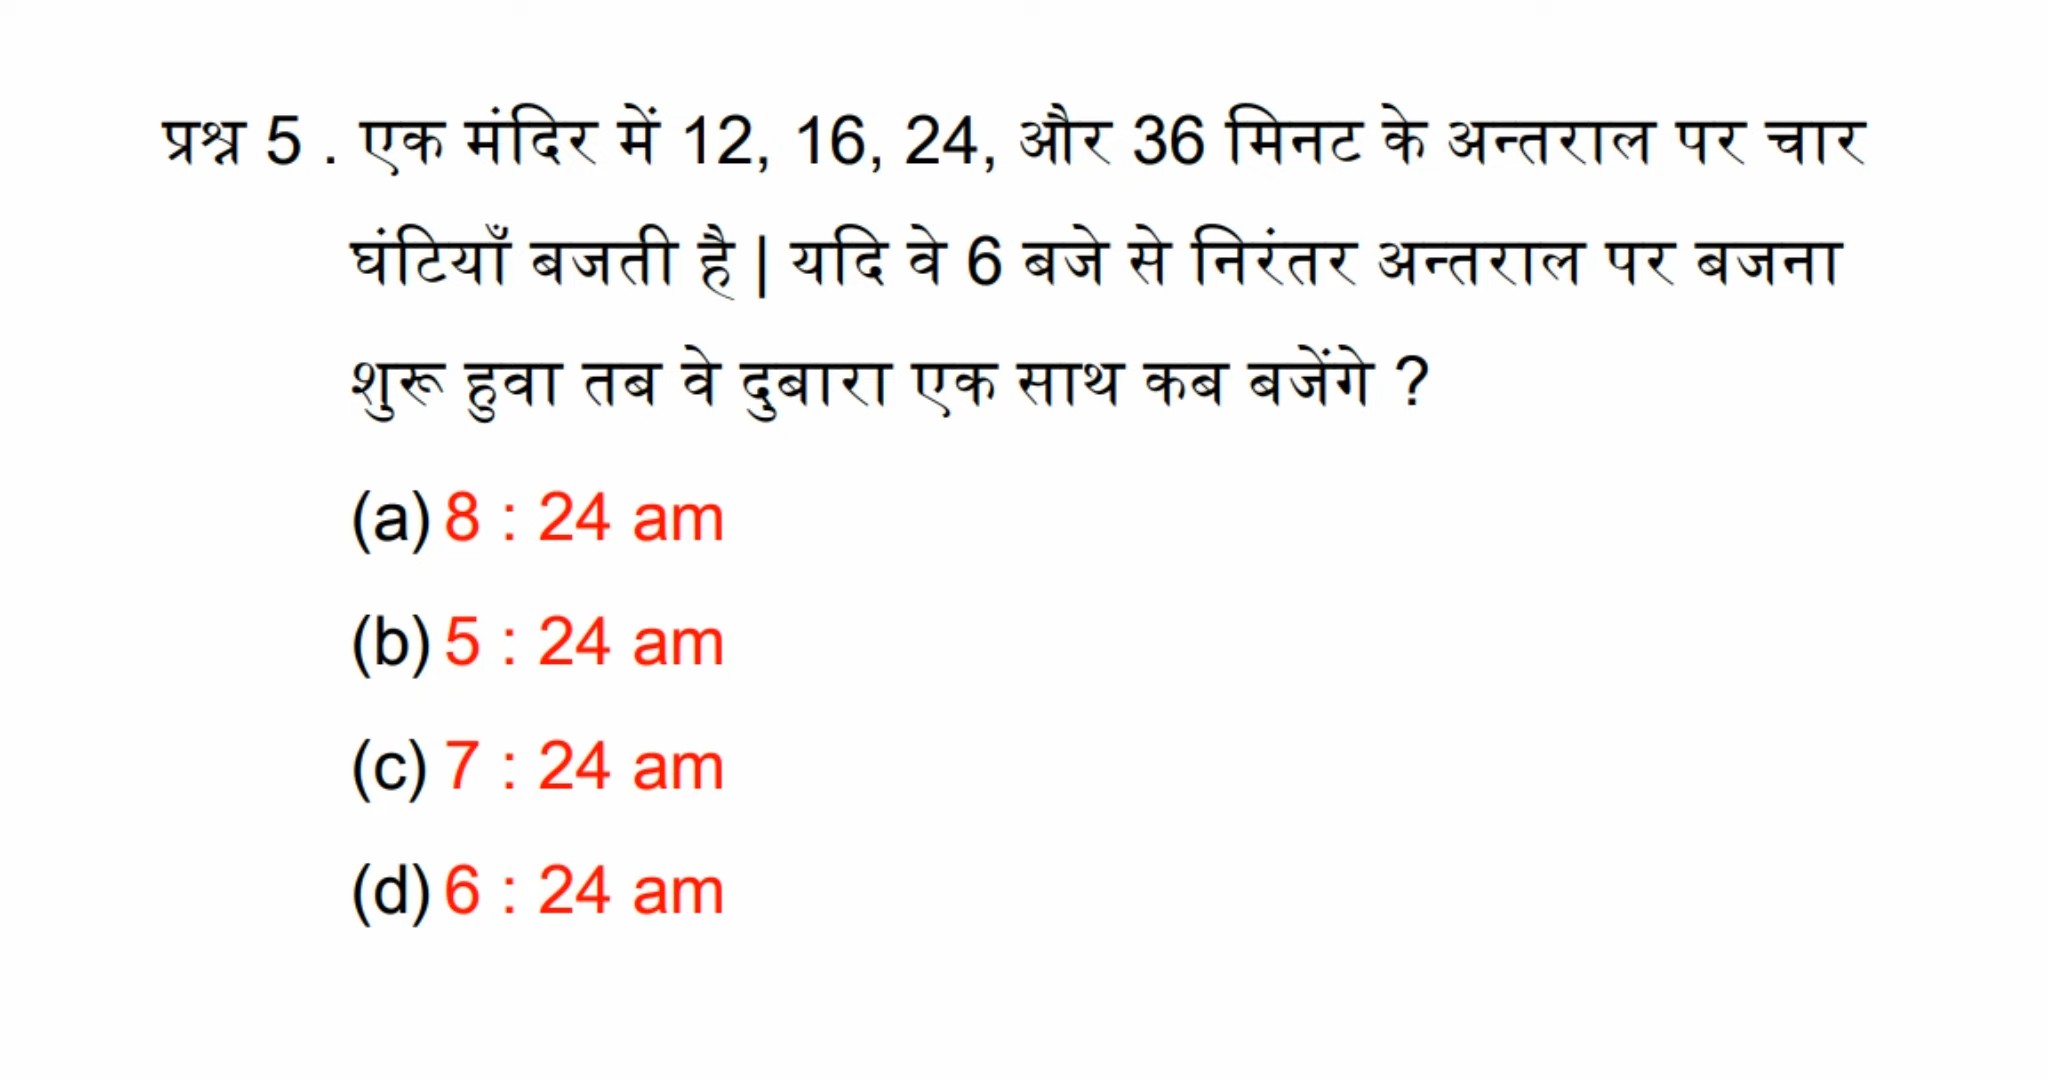 प्रश्न 5 . एक मंदिर में 12, 16, 24, और 36 मिनट के अन्तराल पर चार
घंटियाँ बजती है | यदि वे 6 बजे से निरंतर अन्तराल पर बजना
शुरू हुवा तब वे दुबारा एक साथ कब बजेंगे ?
(a) 8 : 24 am
(b) 5 : 24 am
(c) 7 : 24 am
(d) 6 : 24 am